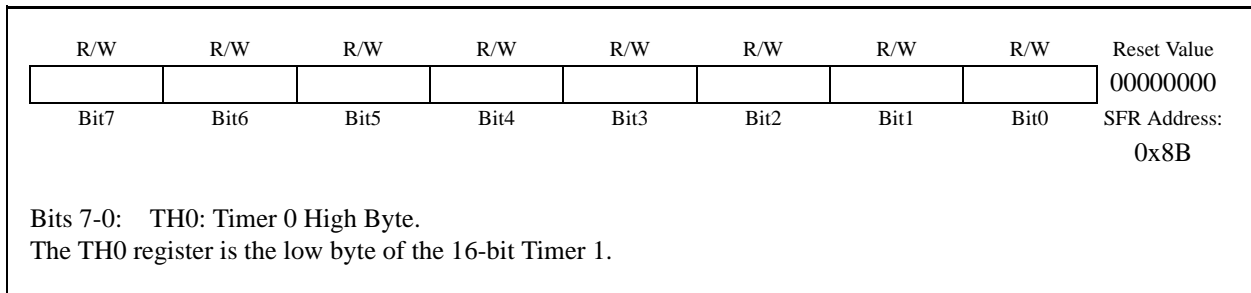 R/W R/W R/W R/W R/W R/W R/W R/W Reset Value
00000000
Bit7 Bit6 Bit5 Bit4 Bit3 Bit2 Bit1 Bit0 SFR Address:
0x8B
Bits 7-0: TH0: Timer 0 High Byte.
The TH0 register is the low byte of the 16-bit Timer 1.